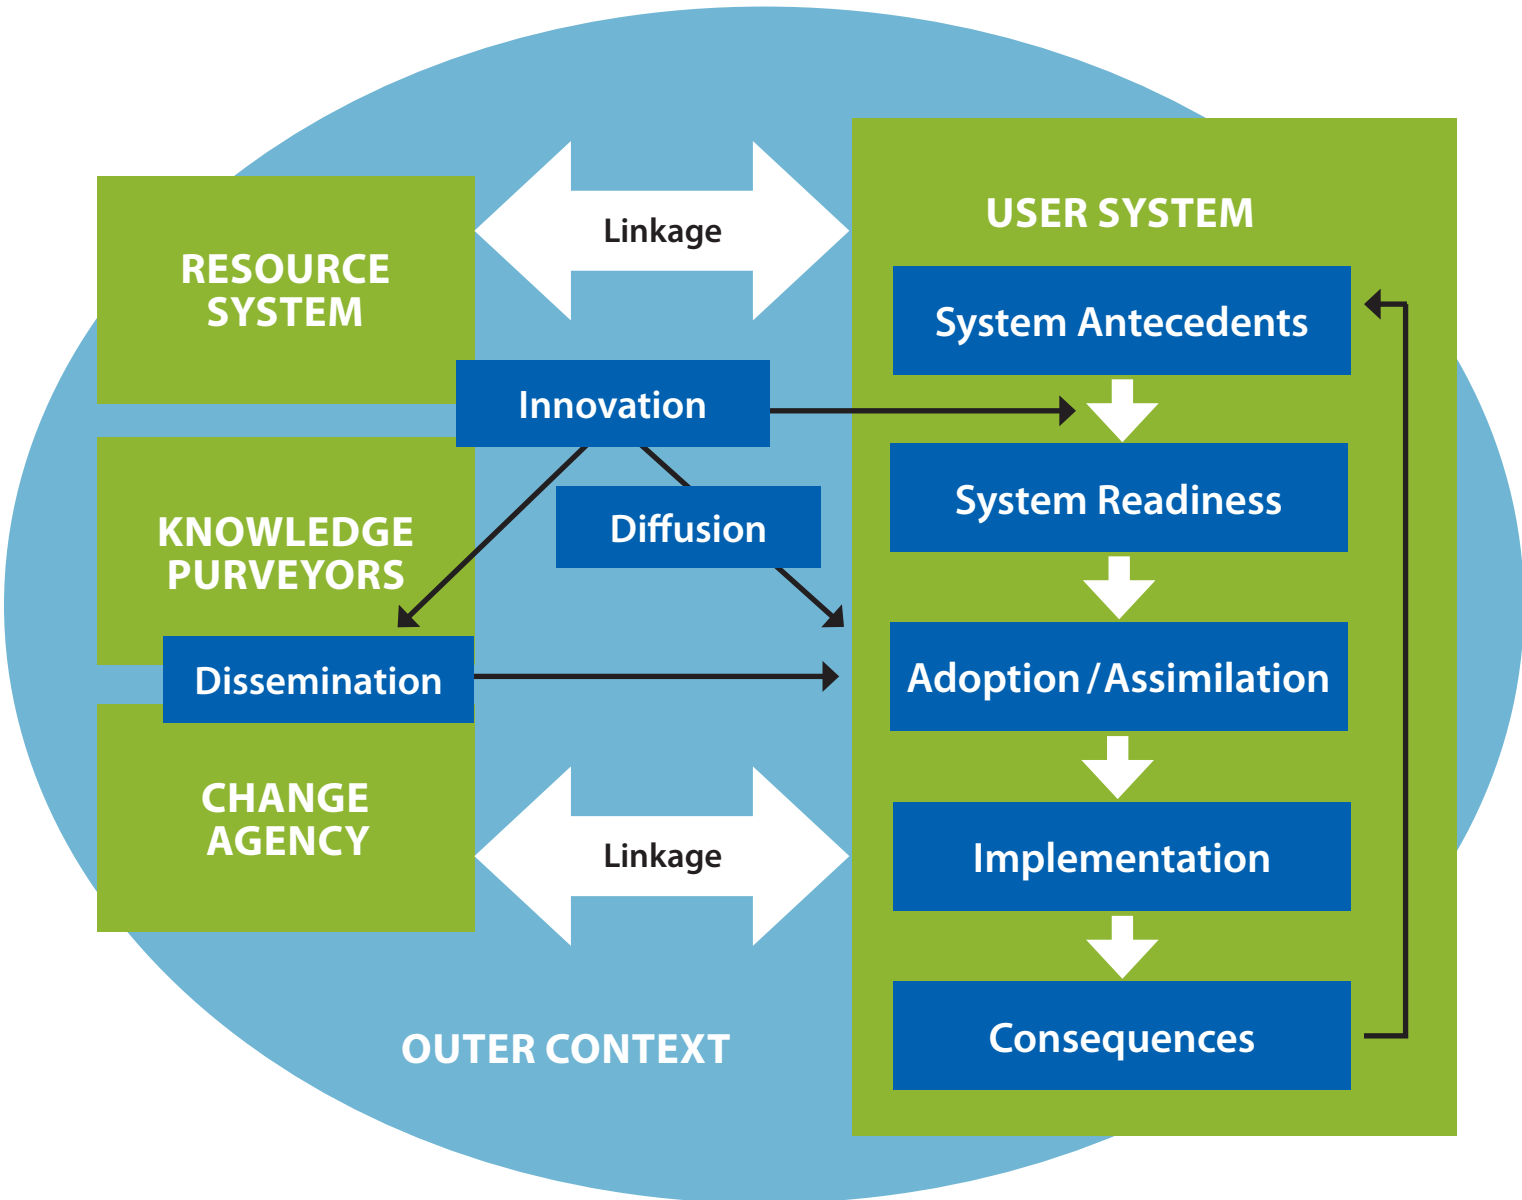 RESOURCE
SYSTEM
Linkage
USER SYSTEM
System Antecedents
Innovation
System Readiness
Diffusion
KNOWLEDGE
PURVEYORS
Dissemination
Adoption / Assimilation
CHANGE
AGENCY
Linkage
Implementation
OUTER CONTEXT
Consequences